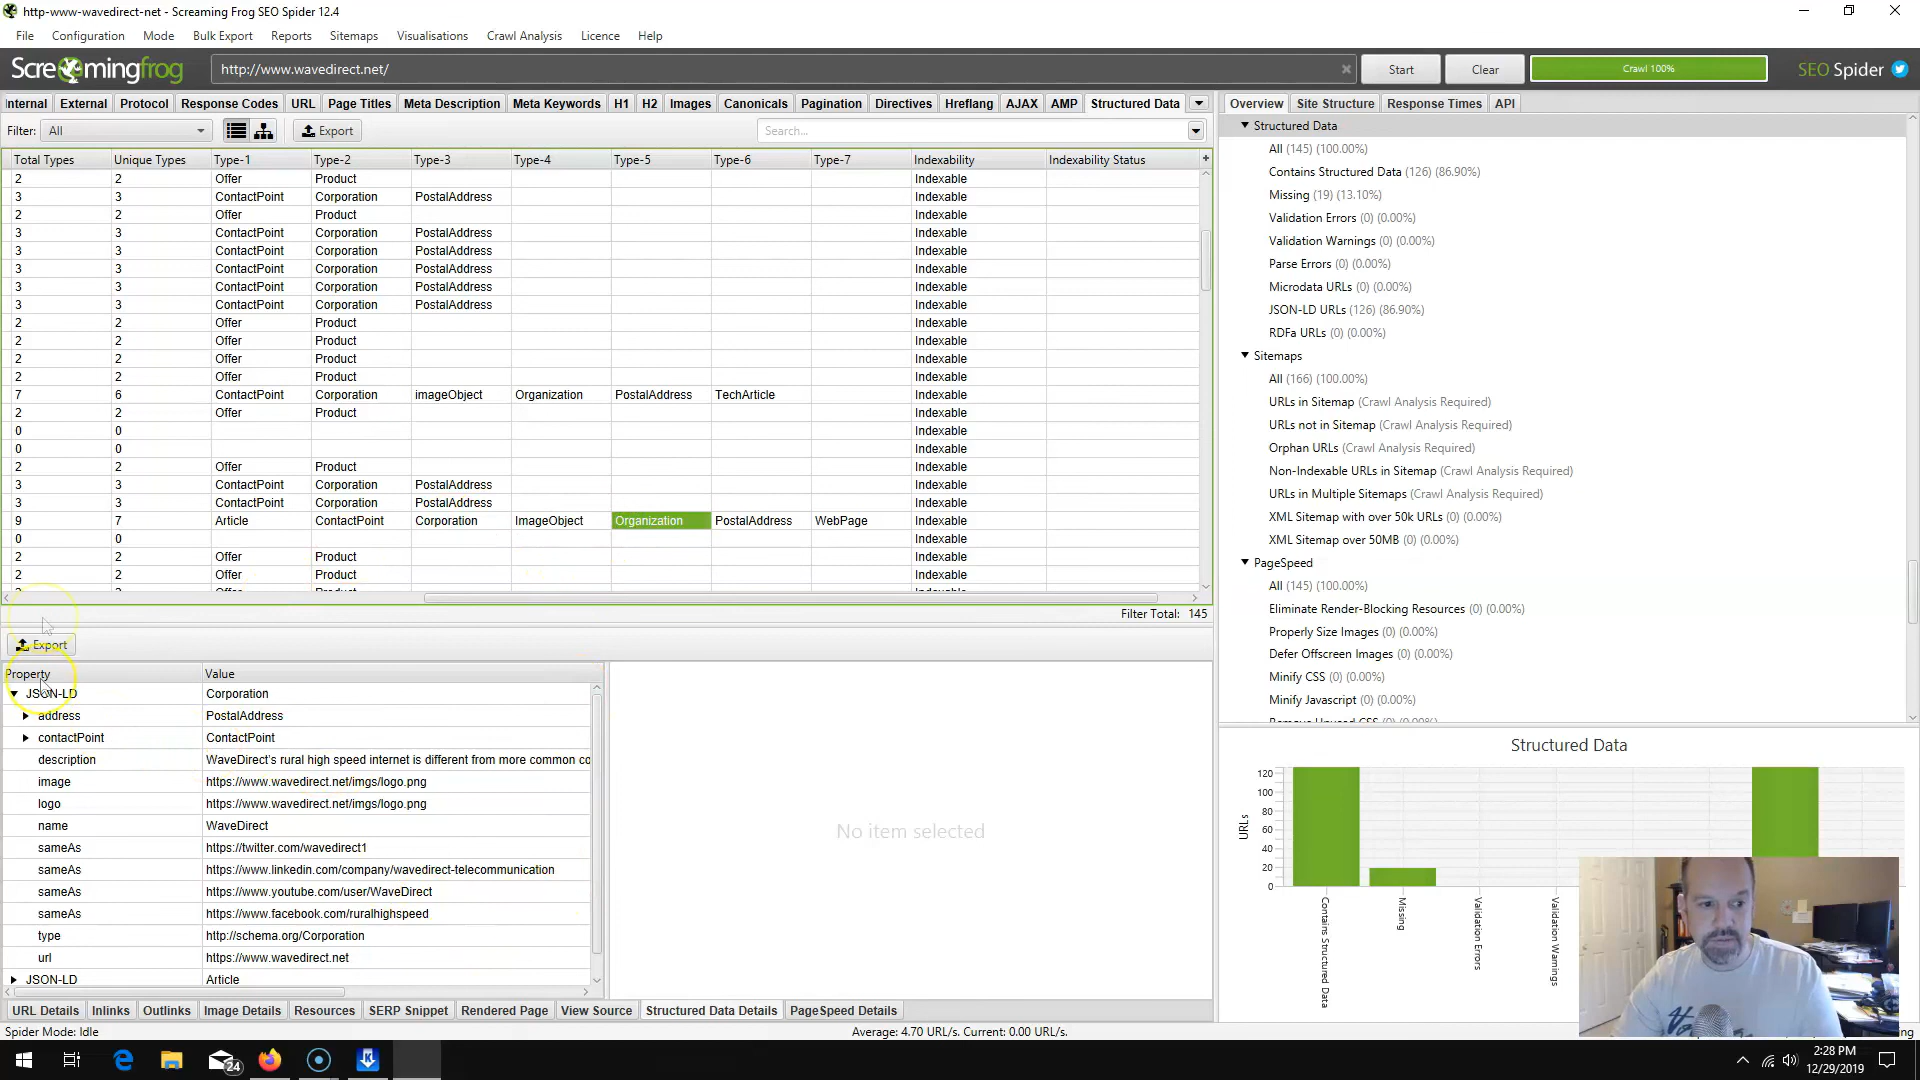 http-www-wavedirect-net - Screaming Frog SEO Spider 12.4
File Configuration Mode Bulk Export Reports Sitemaps Visualisations Crawl Analysis Licence Help
Screamingfrog http://www.wavedirect.net/ Start Clear Crawl 100% SEO Spider
Internal External Protocol Response Codes URL Page Titles Meta Description Meta Keywords H1 H2 Images Canonicals Pagination Directives Hreflang AJAX AMP Structured Data
Filter: All Export Search...
Total Types Unique Types Type-1 Type-2 Type-3 Type-4 Type-5 Type-6 Type-7 Indexability Indexability Status
2 2 Offer Product Indexable
3 3 ContactPoint Corporation PostalAddress Indexable
2 2 Offer Product Indexable
3 3 ContactPoint Corporation PostalAddress Indexable
3 3 ContactPoint Corporation PostalAddress Indexable
3 3 ContactPoint Corporation PostalAddress Indexable
3 3 ContactPoint Corporation PostalAddress Indexable
3 3 ContactPoint Corporation PostalAddress Indexable
2 2 Offer Product Indexable
2 2 Offer Product Indexable
2 2 Offer Product Indexable
2 2 Offer Product Indexable
7 6 ContactPoint Corporation imageObject Organization PostalAddress TechArticle Indexable
2 2 Offer Product Indexable
0 0 Indexable
0 0 Indexable
2 2 Offer Product Indexable
3 3 ContactPoint Corporation PostalAddress Indexable
3 3 ContactPoint Corporation PostalAddress Indexable
9 7 Article ContactPoint Corporation ImageObject Organization PostalAddress WebPage Indexable
0 0 Indexable
2 2 Offer Product Indexable
2 2 Offer Product Indexable
Filter Total: 145
Export
Property Value
JSON-LD Corporation
address PostalAddress
contactPoint ContactPoint
description WaveDirect's rural high speed internet is different from more common co
image https://www.wavedirect.net/imgs/logo.png
logo https://www.wavedirect.net/imgs/logo.png
name WaveDirect
sameAs https://twitter.com/wavedirect1
sameAs https://www.linkedin.com/company/wavedirect-telecommunication
sameAs https://www.youtube.com/user/WaveDirect
sameAs https://www.facebook.com/ruralhighspeed
type http://schema.org/Corporation
url https://www.wavedirect.net
JSON-LD Article
No item selected
URL Details Inlinks Outlinks Image Details Resources SERP Snippet Rendered Page View Source Structured Data Details PageSpeed Details
Spider Mode: Idle Average: 4.70 URL/s. Current: 0.00 URL/s.
Overview Site Structure Response Times API
Structured Data
All (145) (100.00%)
Contains Structured Data (126) (86.90%)
Missing (19) (13.10%)
Validation Errors (0) (0.00%)
Validation Warnings (0) (0.00%)
Parse Errors (0) (0.00%)
Microdata URLs (0) (0.00%)
JSON-LD URLs (126) (86.90%)
RDFa URLs (0) (0.00%)
Sitemaps
All (166) (100.00%)
URLs in Sitemap (Crawl Analysis Required)
URLs not in Sitemap (Crawl Analysis Required)
Orphan URLs (Crawl Analysis Required)
Non-Indexable URLs in Sitemap (Crawl Analysis Required)
URLs in Multiple Sitemaps (Crawl Analysis Required)
XML Sitemap with over 50k URLs (0) (0.00%)
XML Sitemap over 50MB (0) (0.00%)
PageSpeed
All (145) (100.00%)
Eliminate Render-Blocking Resources (0) (0.00%)
Properly Size Images (0) (0.00%)
Defer Offscreen Images (0) (0.00%)
Minify CSS (0) (0.00%)
Minify Javascript (0) (0.00%)
Structured Data
120
100
80
60
40
20
0
URLs
Contains Structured Data
Missing
Validation Errors
Validation Warnings
24
2:28 PM
12/29/2019